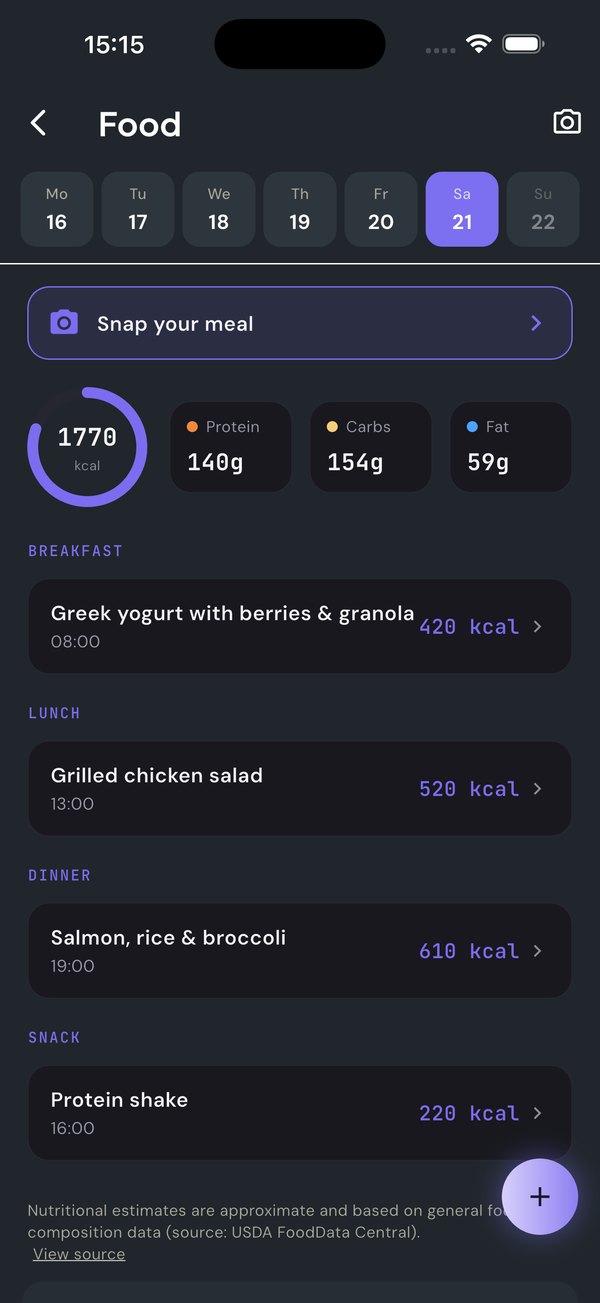 15:15
Food
Mo Tu We Th Fr Sa Su
16 17 18 19 20 21 22
Snap your meal
1770
kcal
Protein
140g
Carbs
154g
Fat
59g
BREAKFAST
Greek yogurt with berries & granola
420 kcal
08:00
LUNCH
Grilled chicken salad
520 kcal
13:00
DINNER
Salmon, rice & broccoli
610 kcal
19:00
SNACK
Protein shake
220 kcal
16:00
Nutritional estimates are approximate and based on general
composition data (source: USDA FoodData Central).
View source